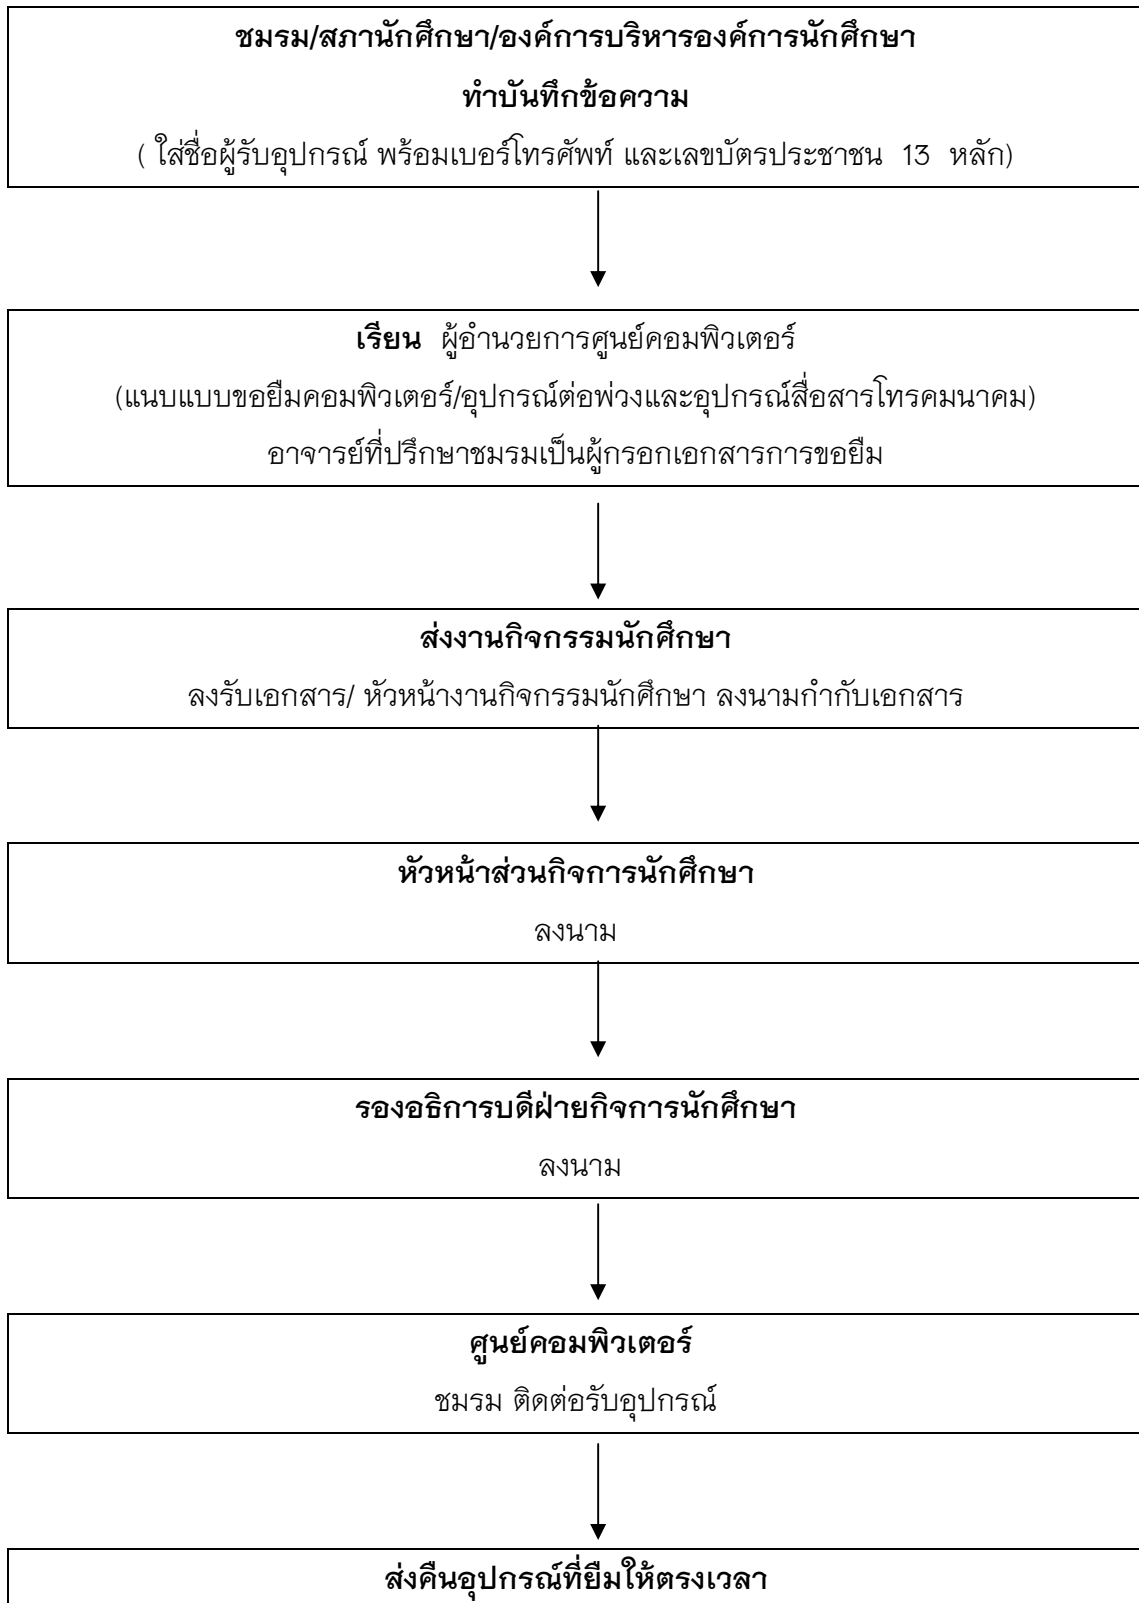 ชมรม/สภานักศึกษา/องค์การบริหารองค์การนักศึกษา
ทำบันทึกข้อความ
( ใส่ชื่อผู้รับอุปกรณ์ พร้อมเบอร์โทรศัพท์ และเลขบัตรประชาชน 13 หลัก)
เรียน ผู้อำนวยการศูนย์คอมพิวเตอร์
(แนบแบบขอยืมคอมพิวเตอร์/อุปกรณ์ต่อพ่วงและอุปกรณ์สื่อสารโทรคมนาคม)
อาจารย์ที่ปรึกษาชมรมเป็นผู้กรอกเอกสารการขอยืม
ส่งงานกิจกรรมนักศึกษา
ลงรับเอกสาร/ หัวหน้างานกิจกรรมนักศึกษา ลงนามกำกับเอกสาร
หัวหน้าส่วนกิจการนักศึกษา
ลงนาม
รองอธิการบดีฝ่ายกิจการนักศึกษา
ลงนาม
ศูนย์คอมพิวเตอร์
ชมรม ติดต่อรับอุปกรณ์
ส่งคืนอุปกรณ์ที่ยืมให้ตรงเวลา